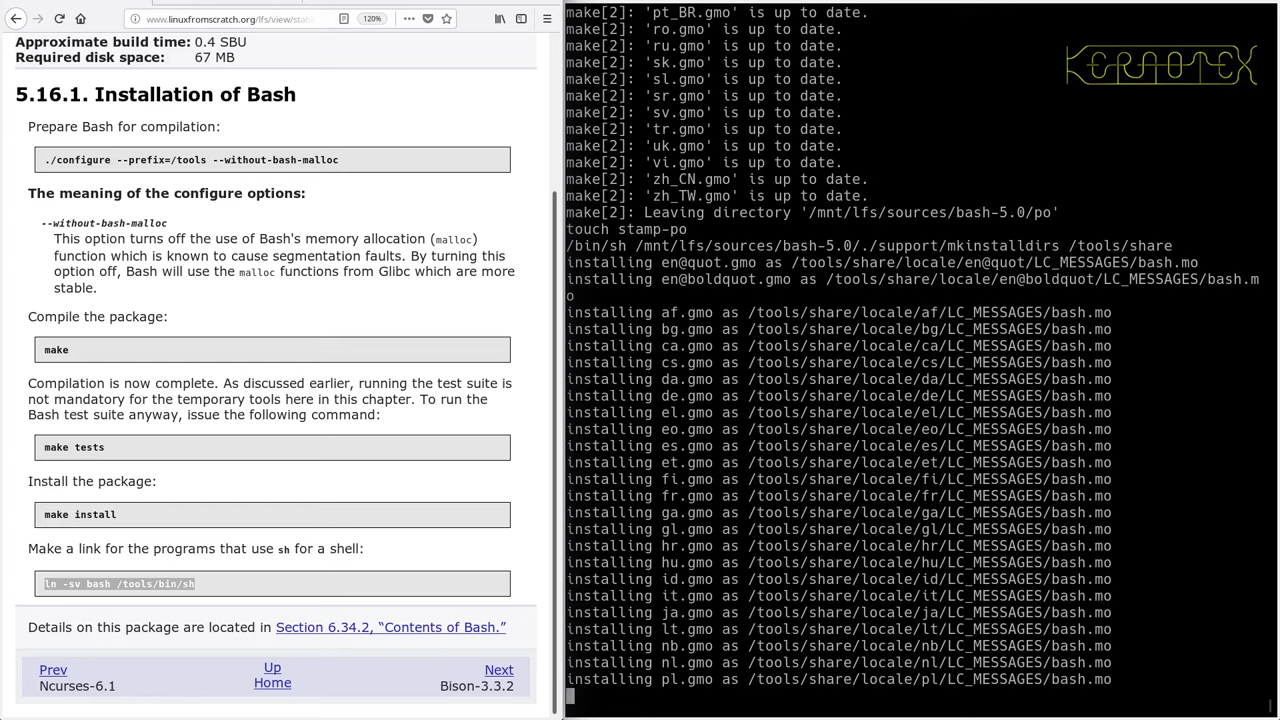 www.linuxfromscratch.org/lfs/view/stab
120%
Approximate build time: 0.4 SBU
Required disk space: 67 MB
5.16.1. Installation of Bash
Prepare Bash for compilation:
./configure --prefix=/tools --without-bash-malloc
The meaning of the configure options:
--without-bash-malloc
This option turns off the use of Bash's memory allocation (malloc)
function which is known to cause segmentation faults. By turning this
option off, Bash will use the malloc functions from Glibc which are more
stable.
Compile the package:
make
Compilation is now complete. As discussed earlier, running the test suite is
not mandatory for the temporary tools here in this chapter. To run the
Bash test suite anyway, issue the following command:
make tests
Install the package:
make install
Make a link for the programs that use sh for a shell:
ln -sv bash /tools/bin/sh
Details on this package are located in Section 6.34.2, “Contents of Bash.”
Prev
Up
Next
Ncurses-6.1
Home
Bison-3.3.2
make[2]: 'pt_BR.gmo' is up to date.
make[2]: 'ro.gmo' is up to date.
make[2]: 'ru.gmo' is up to date.
make[2]: 'sk.gmo' is up to date.
make[2]: 'sl.gmo' is up to date.
make[2]: 'sr.gmo' is up to date.
make[2]: 'sv.gmo' is up to date.
make[2]: 'tr.gmo' is up to date.
make[2]: 'uk.gmo' is up to date.
make[2]: 'vi.gmo' is up to date.
make[2]: 'zh_CN.gmo' is up to date.
make[2]: 'zh_TW.gmo' is up to date.
make[2]: Leaving directory '/mnt/lfs/sources/bash-5.0/po'
touch stamp-po
/bin/sh /mnt/lfs/sources/bash-5.0/./support/mkinstalldirs /tools/share
installing en@quot.gmo as /tools/share/locale/en@quot/LC_MESSAGES/bash.mo
installing en@boldquot.gmo as /tools/share/locale/en@boldquot/LC_MESSAGES/bash.m
o
installing af.gmo as /tools/share/locale/af/LC_MESSAGES/bash.mo
installing bg.gmo as /tools/share/locale/bg/LC_MESSAGES/bash.mo
installing ca.gmo as /tools/share/locale/ca/LC_MESSAGES/bash.mo
installing cs.gmo as /tools/share/locale/cs/LC_MESSAGES/bash.mo
installing da.gmo as /tools/share/locale/da/LC_MESSAGES/bash.mo
installing de.gmo as /tools/share/locale/de/LC_MESSAGES/bash.mo
installing el.gmo as /tools/share/locale/el/LC_MESSAGES/bash.mo
installing eo.gmo as /tools/share/locale/eo/LC_MESSAGES/bash.mo
installing es.gmo as /tools/share/locale/es/LC_MESSAGES/bash.mo
installing et.gmo as /tools/share/locale/et/LC_MESSAGES/bash.mo
installing fi.gmo as /tools/share/locale/fi/LC_MESSAGES/bash.mo
installing fr.gmo as /tools/share/locale/fr/LC_MESSAGES/bash.mo
installing ga.gmo as /tools/share/locale/ga/LC_MESSAGES/bash.mo
installing gl.gmo as /tools/share/locale/gl/LC_MESSAGES/bash.mo
installing hr.gmo as /tools/share/locale/hr/LC_MESSAGES/bash.mo
installing hu.gmo as /tools/share/locale/hu/LC_MESSAGES/bash.mo
installing id.gmo as /tools/share/locale/id/LC_MESSAGES/bash.mo
installing it.gmo as /tools/share/locale/it/LC_MESSAGES/bash.mo
installing ja.gmo as /tools/share/locale/ja/LC_MESSAGES/bash.mo
installing lt.gmo as /tools/share/locale/lt/LC_MESSAGES/bash.mo
installing nb.gmo as /tools/share/locale/nb/LC_MESSAGES/bash.mo
installing nl.gmo as /tools/share/locale/nl/LC_MESSAGES/bash.mo
installing pl.gmo as /tools/share/locale/pl/LC_MESSAGES/bash.mo